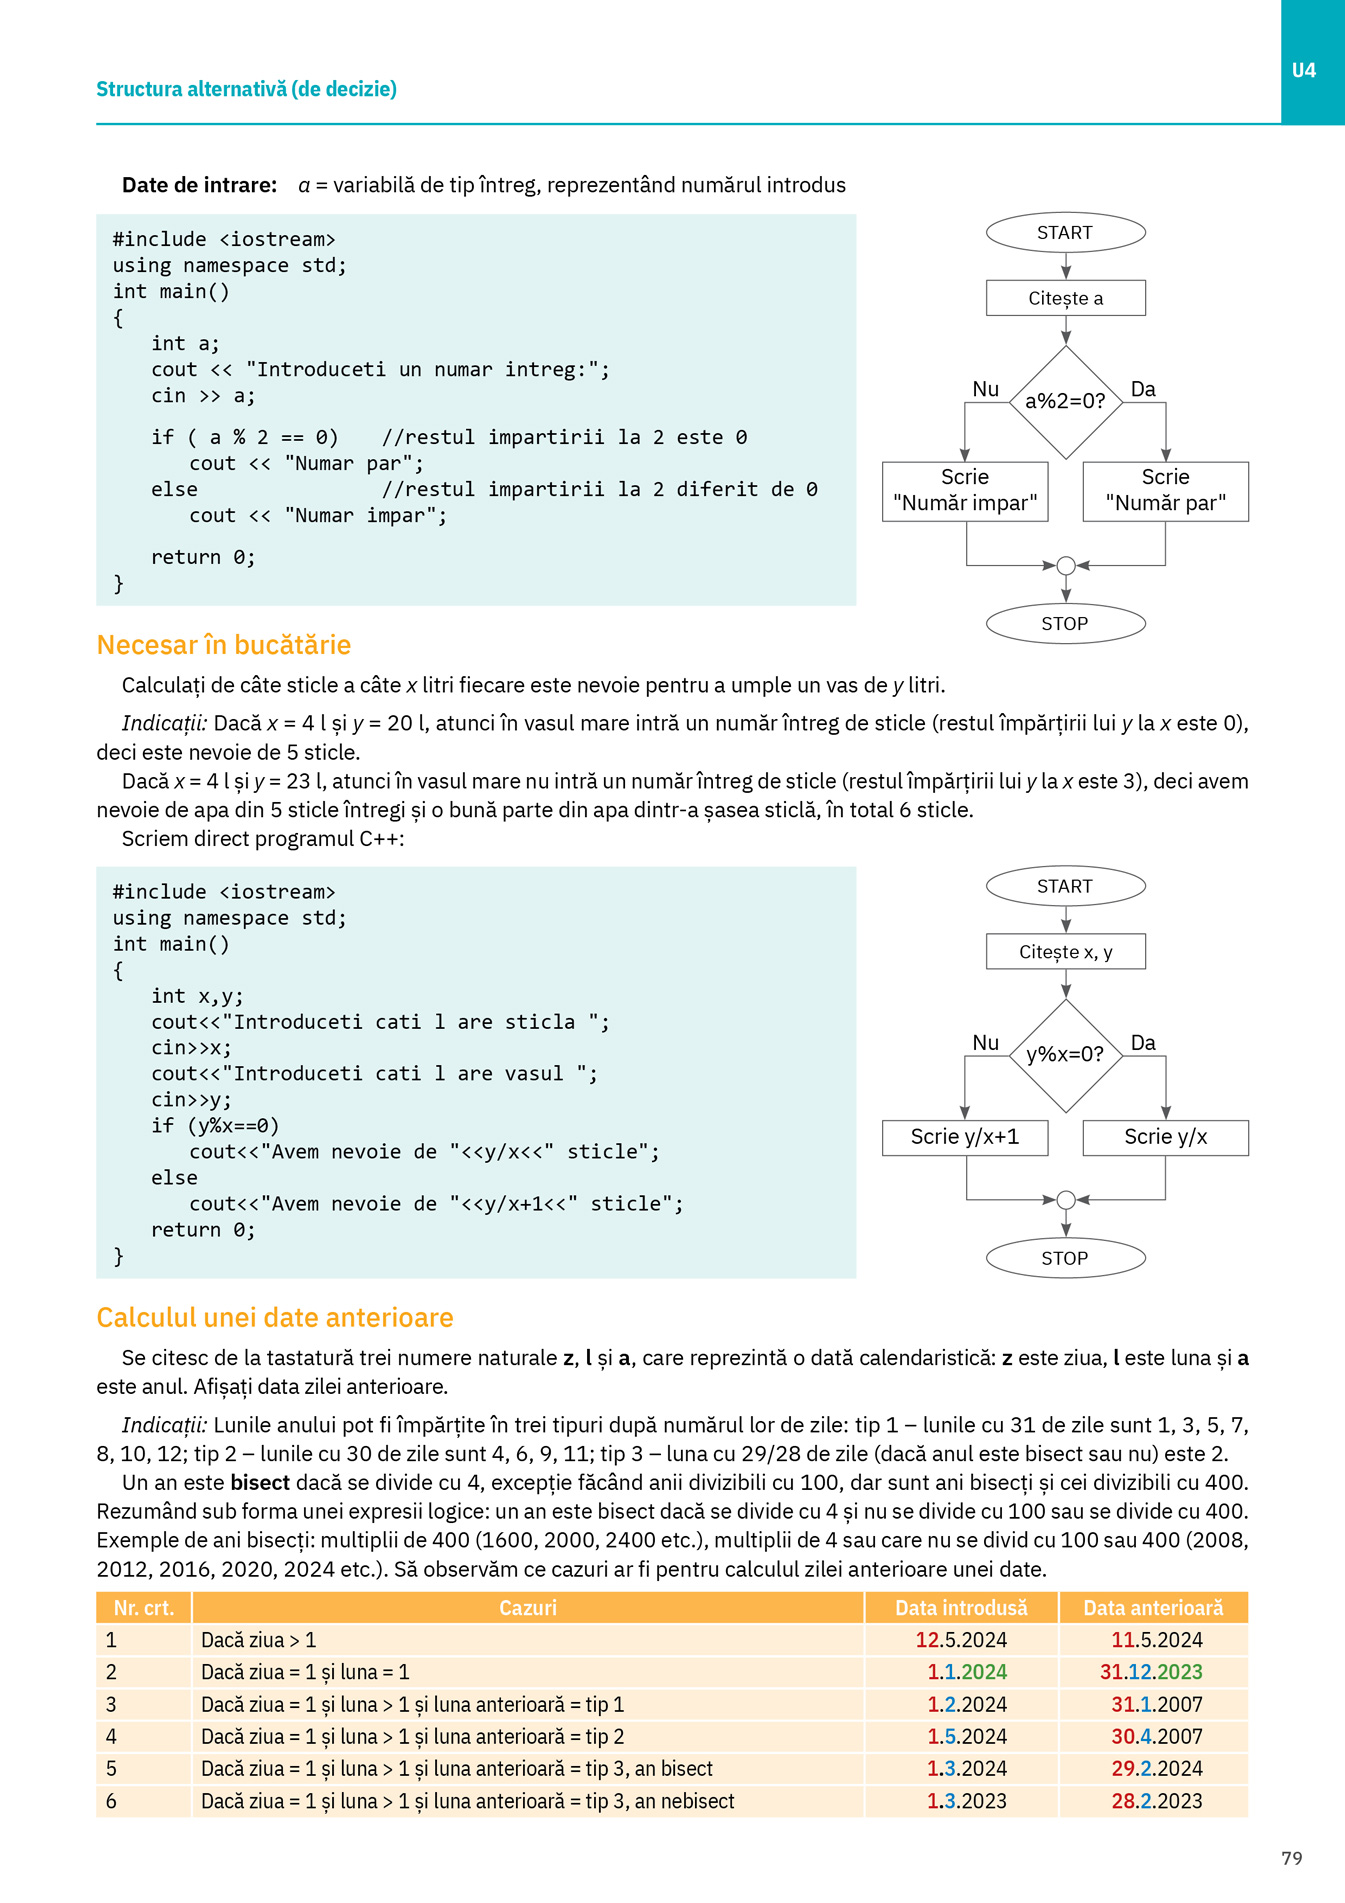 U4
Structura alternativă (de decizie)
Date de intrare: a = variabilă de tip întreg, reprezentând numărul introdus
#include <iostream>
using namespace std;
int main()
{
int a;
cout << "Introduceti un numar intreg:";
cin >> a;
if ( a % 2 == 0) //restul impartirii la 2 este 0
cout << "Numar par";
else //restul impartirii la 2 diferit de 0
cout << "Numar impar";
return 0;
}
START
Citește a
a%2=0?
Nu
Da
Scrie
"Număr impar"
Scrie
"Număr par"
STOP
Necesar în bucătărie
Calculați de câte sticle a câte x litri fiecare este nevoie pentru a umple un vas de y litri.
Indicații: Dacă x = 4 l și y = 20 l, atunci în vasul mare intră un număr întreg de sticle (restul împărțirii lui y la x este 0),
deci este nevoie de 5 sticle.
Dacă x = 4 l și y = 23 l, atunci în vasul mare nu intră un număr întreg de sticle (restul împărțirii lui y la x este 3), deci avem
nevoie de apa din 5 sticle întregi și o bună parte din apa dintr-a șasea sticlă, în total 6 sticle.
Scriem direct programul C++:
#include <iostream>
using namespace std;
int main()
{
int x,y;
cout<<"Introduceti cati l are sticla ";
cin>>x;
cout<<"Introduceti cati l are vasul ";
cin>>y;
if (y%x==0)
cout<<"Avem nevoie de "<<y/x<<" sticle";
else
cout<<"Avem nevoie de "<<y/x+1<<" sticle";
return 0;
}
START
Citește x, y
y%x=0?
Nu
Da
Scrie y/x+1
Scrie y/x
STOP
Calculul unei date anterioare
Se citesc de la tastatură trei numere naturale z, l și a, care reprezintă o dată calendaristică: z este ziua, l este luna și a
este anul. Afișați data zilei anterioare.
Indicații: Lunile anului pot fi împărțite în trei tipuri după numărul lor de zile: tip 1 – lunile cu 31 de zile sunt 1, 3, 5, 7,
8, 10, 12; tip 2 – lunile cu 30 de zile sunt 4, 6, 9, 11; tip 3 – luna cu 29/28 de zile (dacă anul este bisect sau nu) este 2.
Un an este bisect dacă se divide cu 4, excepție făcând anii divizibili cu 100, dar sunt ani bisecți și cei divizibili cu 400.
Rezumând sub forma unei expresii logice: un an este bisect dacă se divide cu 4 și nu se divide cu 100 sau se divide cu 400.
Exemple de ani bisecți: multiplii de 400 (1600, 2000, 2400 etc.), multiplii de 4 sau care nu se divid cu 100 sau 400 (2008,
2012, 2016, 2020, 2024 etc.). Să observăm ce cazuri ar fi pentru calculul zilei anterioare unei date.
Nr. crt. Cazuri Data introdusă Data anterioară
1 Dacă ziua > 1 12.5.2024 11.5.2024
2 Dacă ziua = 1 și luna = 1 1.1.2024 31.12.2023
3 Dacă ziua = 1 și luna > 1 și luna anterioară = tip 1 1.2.2024 31.1.2007
4 Dacă ziua = 1 și luna > 1 și luna anterioară = tip 2 1.5.2024 30.4.2007
5 Dacă ziua = 1 și luna > 1 și luna anterioară = tip 3, an bisect 1.3.2024 29.2.2024
6 Dacă ziua = 1 și luna > 1 și luna anterioară = tip 3, an nebisect 1.3.2023 28.2.2023
79